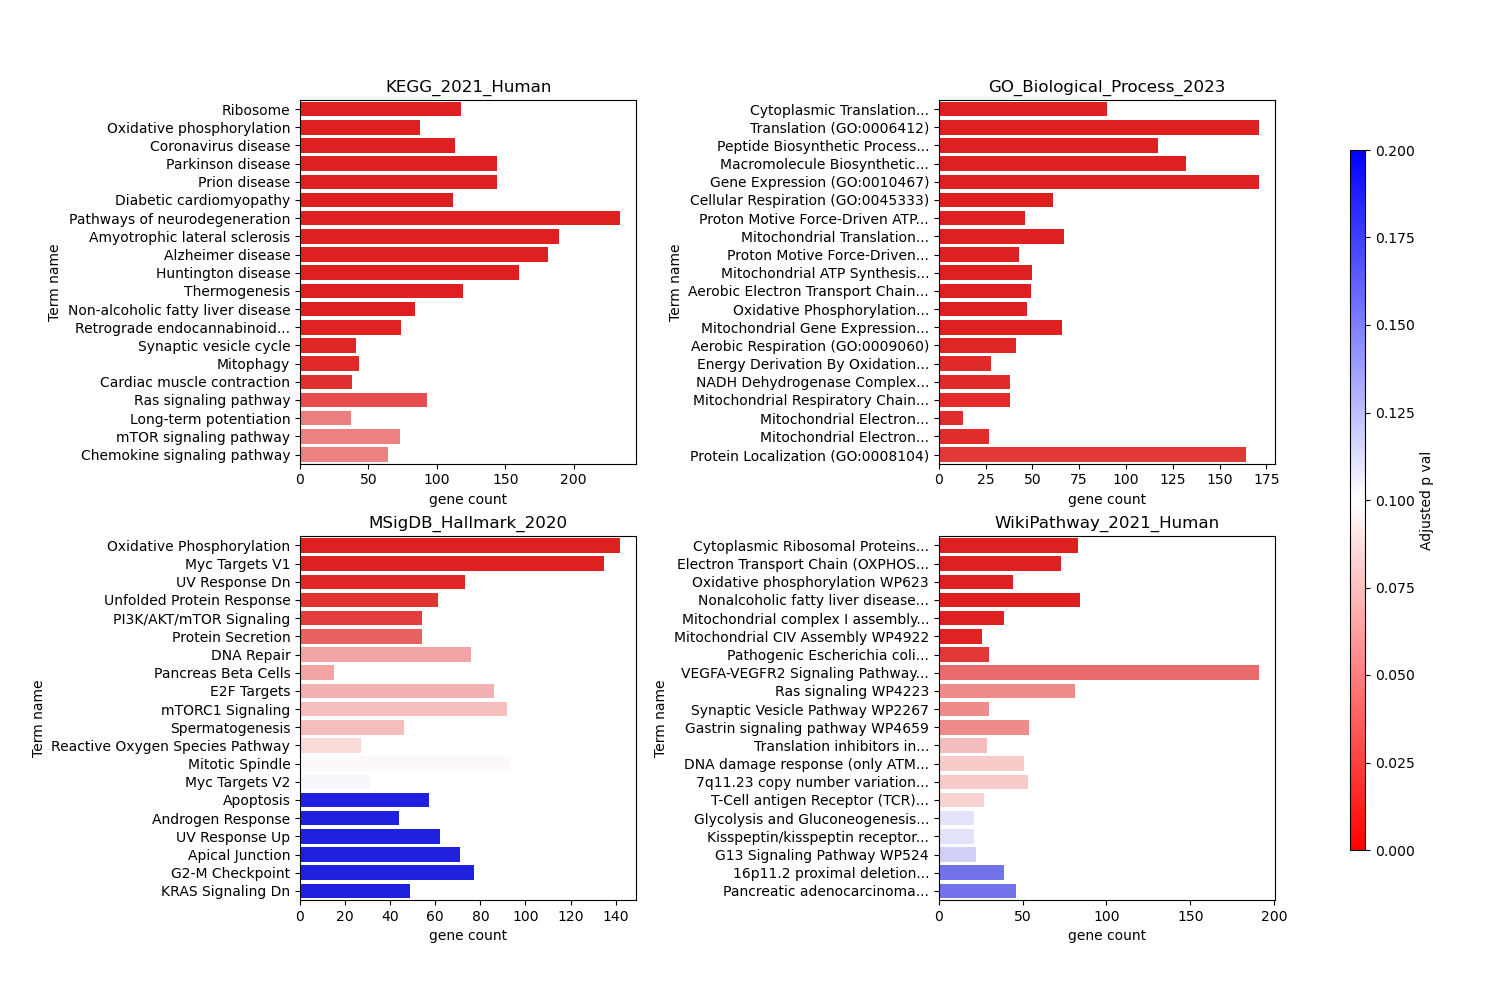 KEGG_2021_Human
Term name
Ribosome
Oxidative phosphorylation
Coronavirus disease
Parkinson disease
Prion disease
Diabetic cardiomyopathy
Pathways of neurodegeneration
Amyotrophic lateral sclerosis
Alzheimer disease
Huntington disease
Thermogenesis
Non-alcoholic fatty liver disease
Retrograde endocannabinoid...
Synaptic vesicle cycle
Mitophagy
Cardiac muscle contraction
Ras signaling pathway
Long-term potentiation
mTOR signaling pathway
Chemokine signaling pathway
0 50 100 150 200
gene count
GO_Biological_Process_2023
Term name
Cytoplasmic Translation...
Translation (GO:0006412)
Peptide Biosynthetic Process...
Macromolecule Biosynthetic...
Gene Expression (GO:0010467)
Cellular Respiration (GO:0045333)
Proton Motive Force-Driven ATP...
Mitochondrial Translation...
Proton Motive Force-Driven...
Mitochondrial ATP Synthesis...
Aerobic Electron Transport Chain...
Oxidative Phosphorylation...
Mitochondrial Gene Expression...
Aerobic Respiration (GO:0009060)
Energy Derivation By Oxidation...
NADH Dehydrogenase Complex...
Mitochondrial Respiratory Chain...
Mitochondrial Electron...
Mitochondrial Electron...
Protein Localization (GO:0008104)
0 25 50 75 100 125 150 175
gene count
MSigDB_Hallmark_2020
Term name
Oxidative Phosphorylation
Myc Targets V1
UV Response Dn
Unfolded Protein Response
PI3K/AKT/mTOR Signaling
Protein Secretion
DNA Repair
Pancreas Beta Cells
E2F Targets
mTORC1 Signaling
Spermatogenesis
Reactive Oxygen Species Pathway
Mitotic Spindle
Myc Targets V2
Apoptosis
Androgen Response
UV Response Up
Apical Junction
G2-M Checkpoint
KRAS Signaling Dn
0 20 40 60 80 100 120 140
gene count
WikiPathway_2021_Human
Term name
Cytoplasmic Ribosomal Proteins...
Electron Transport Chain (OXPHOS...
Oxidative phosphorylation WP623
Nonalcoholic fatty liver disease...
Mitochondrial complex I assembly...
Mitochondrial CIV Assembly WP4922
Pathogenic Escherichia coli...
VEGFA-VEGFR2 Signaling Pathway...
Ras signaling WP4223
Synaptic Vesicle Pathway WP2267
Gastrin signaling pathway WP4659
Translation inhibitors in...
DNA damage response (only ATM...
7q11.23 copy number variation...
T-Cell antigen Receptor (TCR)...
Glycolysis and Gluconeogenesis...
Kisspeptin/kisspeptin receptor...
G13 Signaling Pathway WP524
16p11.2 proximal deletion...
Pancreatic adenocarcinoma...
0 50 100 150 200
gene count
0.200
0.175
0.150
0.125
0.100
0.075
0.050
0.025
0.000
Adjusted p val